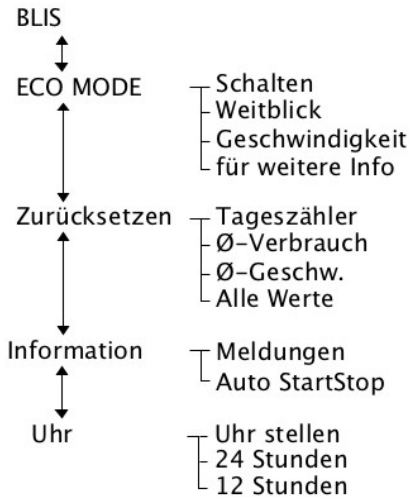 BLIS
ECO MODE
Schalten
Weitblick
Geschwindigkeit
für weitere Info
Zurücksetzen
Tageszähler
Ø-Verbrauch
Ø-Geschw.
Alle Werte
Information
Meldungen
Auto StartStop
Uhr
Uhr stellen
24 Stunden
12 Stunden